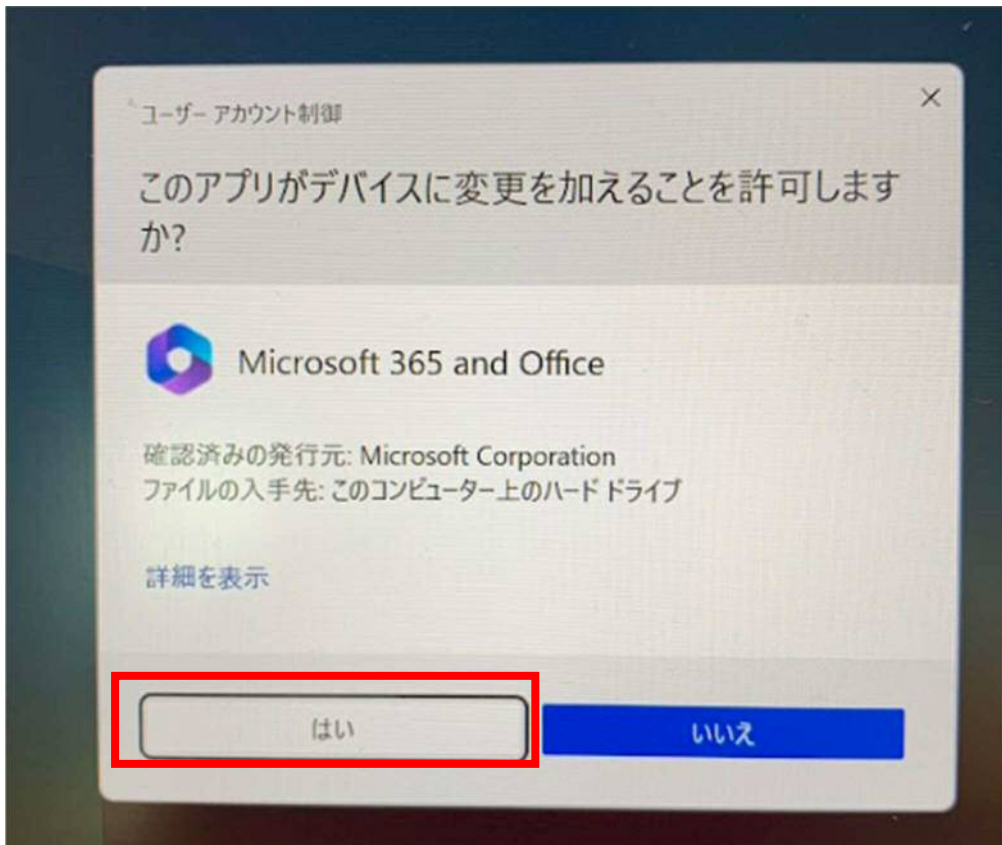 ユーザー アカウント制御
このアプリがデバイスに変更を加えることを許可します
か?
Microsoft 365 and Office
確認済みの発行元: Microsoft Corporation
ファイルの入手先: このコンピューター上のハード ドライブ
詳細を表示
はい
いいえ